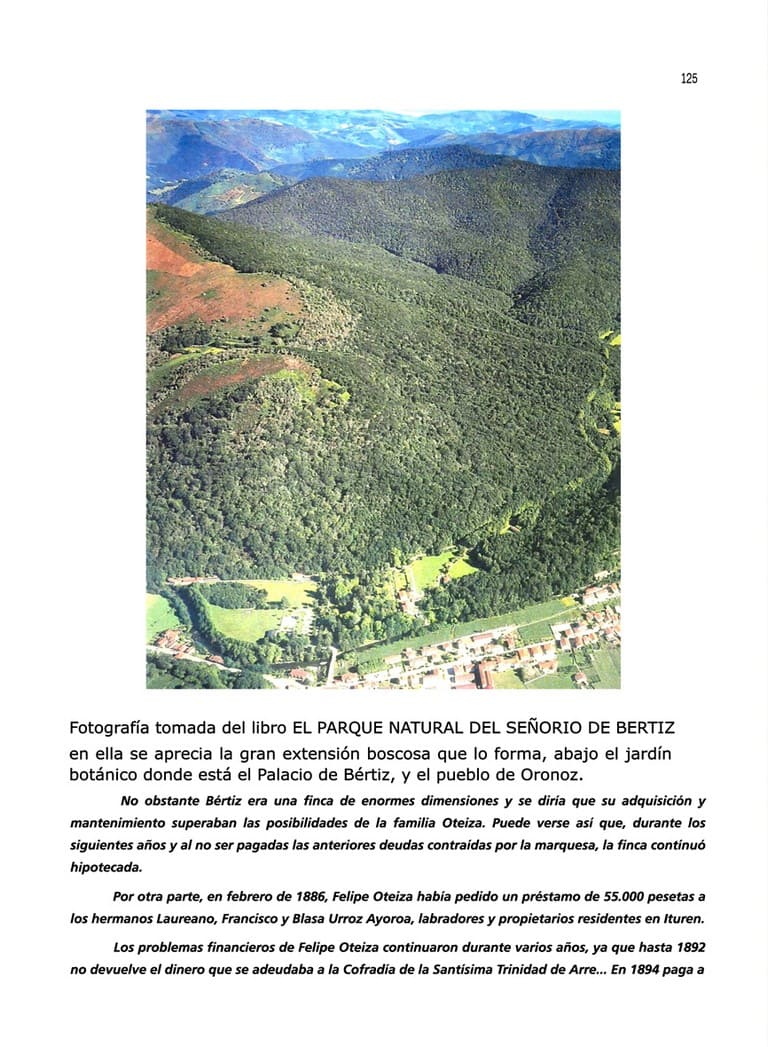 125
Fotografía tomada del libro EL PARQUE NATURAL DEL SEÑORIO DE BERTIZ
en ella se aprecia la gran extensión boscosa que lo forma, abajo el jardín
botánico donde está el Palacio de Bértiz, y el pueblo de Oronoz.
No obstante Bértiz era una finca de enormes dimensiones y se diría que su adquisición y
mantenimiento superaban las posibilidades de la familia Oteiza. Puede verse así que, durante los
siguientes años y al no ser pagadas las anteriores deudas contraídas por la marquesa, la finca continuó
hipotecada.
Por otra parte, en febrero de 1886, Felipe Oteiza había pedido un préstamo de 55.000 pesetas a
los hermanos Laureano, Francisco y Blasa Urroz Ayoroa, labradores y propietarios residentes en Ituren.
Los problemas financieros de Felipe Oteiza continuaron durante varios años, ya que hasta 1892
no devuelve el dinero que se adeudaba a la Cofradía de la Santísima Trinidad de Arre... En 1894 paga a